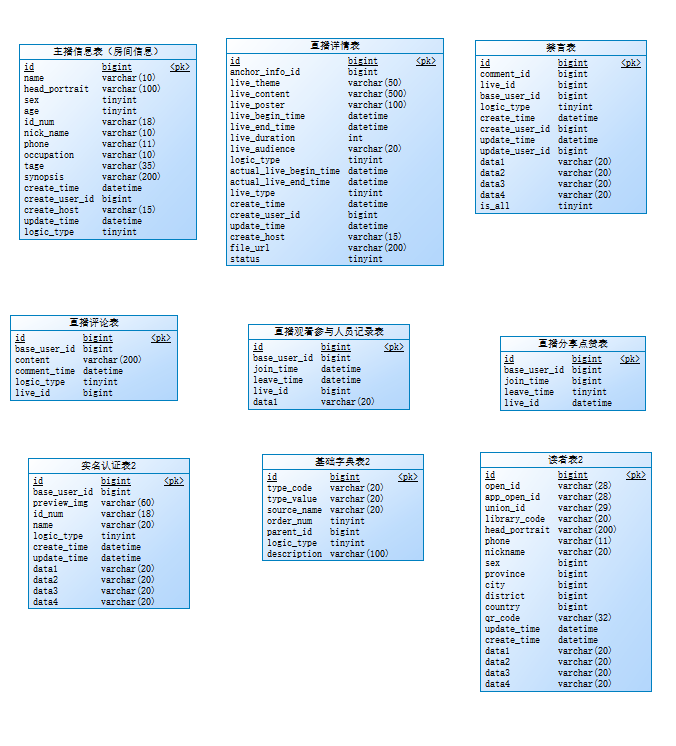 主播信息表（房间信息）
id bigint <pk>
name varchar(10)
head_portrait varchar(100)
sex tinyint
age tinyint
id_num varchar(18)
nick_name varchar(10)
phone varchar(11)
occupation varchar(10)
tage varchar(35)
synopsis varchar(200)
create_time datetime
create_user_id bigint
create_host varchar(15)
update_time datetime
logic_type tinyint
直播详情表
id bigint <pk>
anchor_info_id bigint
live_theme varchar(50)
live_content varchar(500)
live_poster varchar(100)
live_begin_time datetime
live_end_time datetime
live_duration int
live_audience varchar(20)
logic_type tinyint
actual_live_begin_time datetime
actual_live_end_time datetime
live_type tinyint
create_time datetime
create_user_id bigint
update_time datetime
create_host varchar(15)
file_url varchar(200)
status tinyint
禁言表
id bigint <pk>
comment_id bigint
live_id bigint
base_user_id bigint
logic_type tinyint
create_time datetime
create_user_id bigint
update_time datetime
update_user_id bigint
data1 varchar(20)
data2 varchar(20)
data3 varchar(20)
data4 varchar(20)
is_all tinyint
直播评论表
id bigint <pk>
base_user_id bigint
content varchar(200)
comment_time datetime
logic_type tinyint
live_id bigint
直播观看参与人员记录表
id bigint <pk>
base_user_id bigint
join_time datetime
leave_time datetime
live_id bigint
data1 varchar(20)
直播分享点赞表
id bigint <pk>
base_user_id bigint
join_time bigint
leave_time tinyint
live_id datetime
实名认证表2
id bigint <pk>
base_user_id bigint
preview_img varchar(60)
id_num varchar(18)
name varchar(20)
logic_type tinyint
create_time datetime
update_time datetime
data1 varchar(20)
data2 varchar(20)
data3 varchar(20)
data4 varchar(20)
基础字典表2
id bigint <pk>
type_code varchar(20)
type_value varchar(20)
source_name varchar(20)
order_num tinyint
parent_id bigint
logic_type tinyint
description varchar(100)
读者表2
id bigint <pk>
open_id varchar(28)
app_open_id varchar(28)
union_id varchar(29)
library_code varchar(20)
head_portrait varchar(200)
phone varchar(11)
nickname varchar(20)
sex bigint
province bigint
city bigint
district bigint
country bigint
qr_code varchar(32)
update_time datetime
create_time datetime
data1 varchar(20)
data2 varchar(20)
data3 varchar(20)
data4 varchar(20)